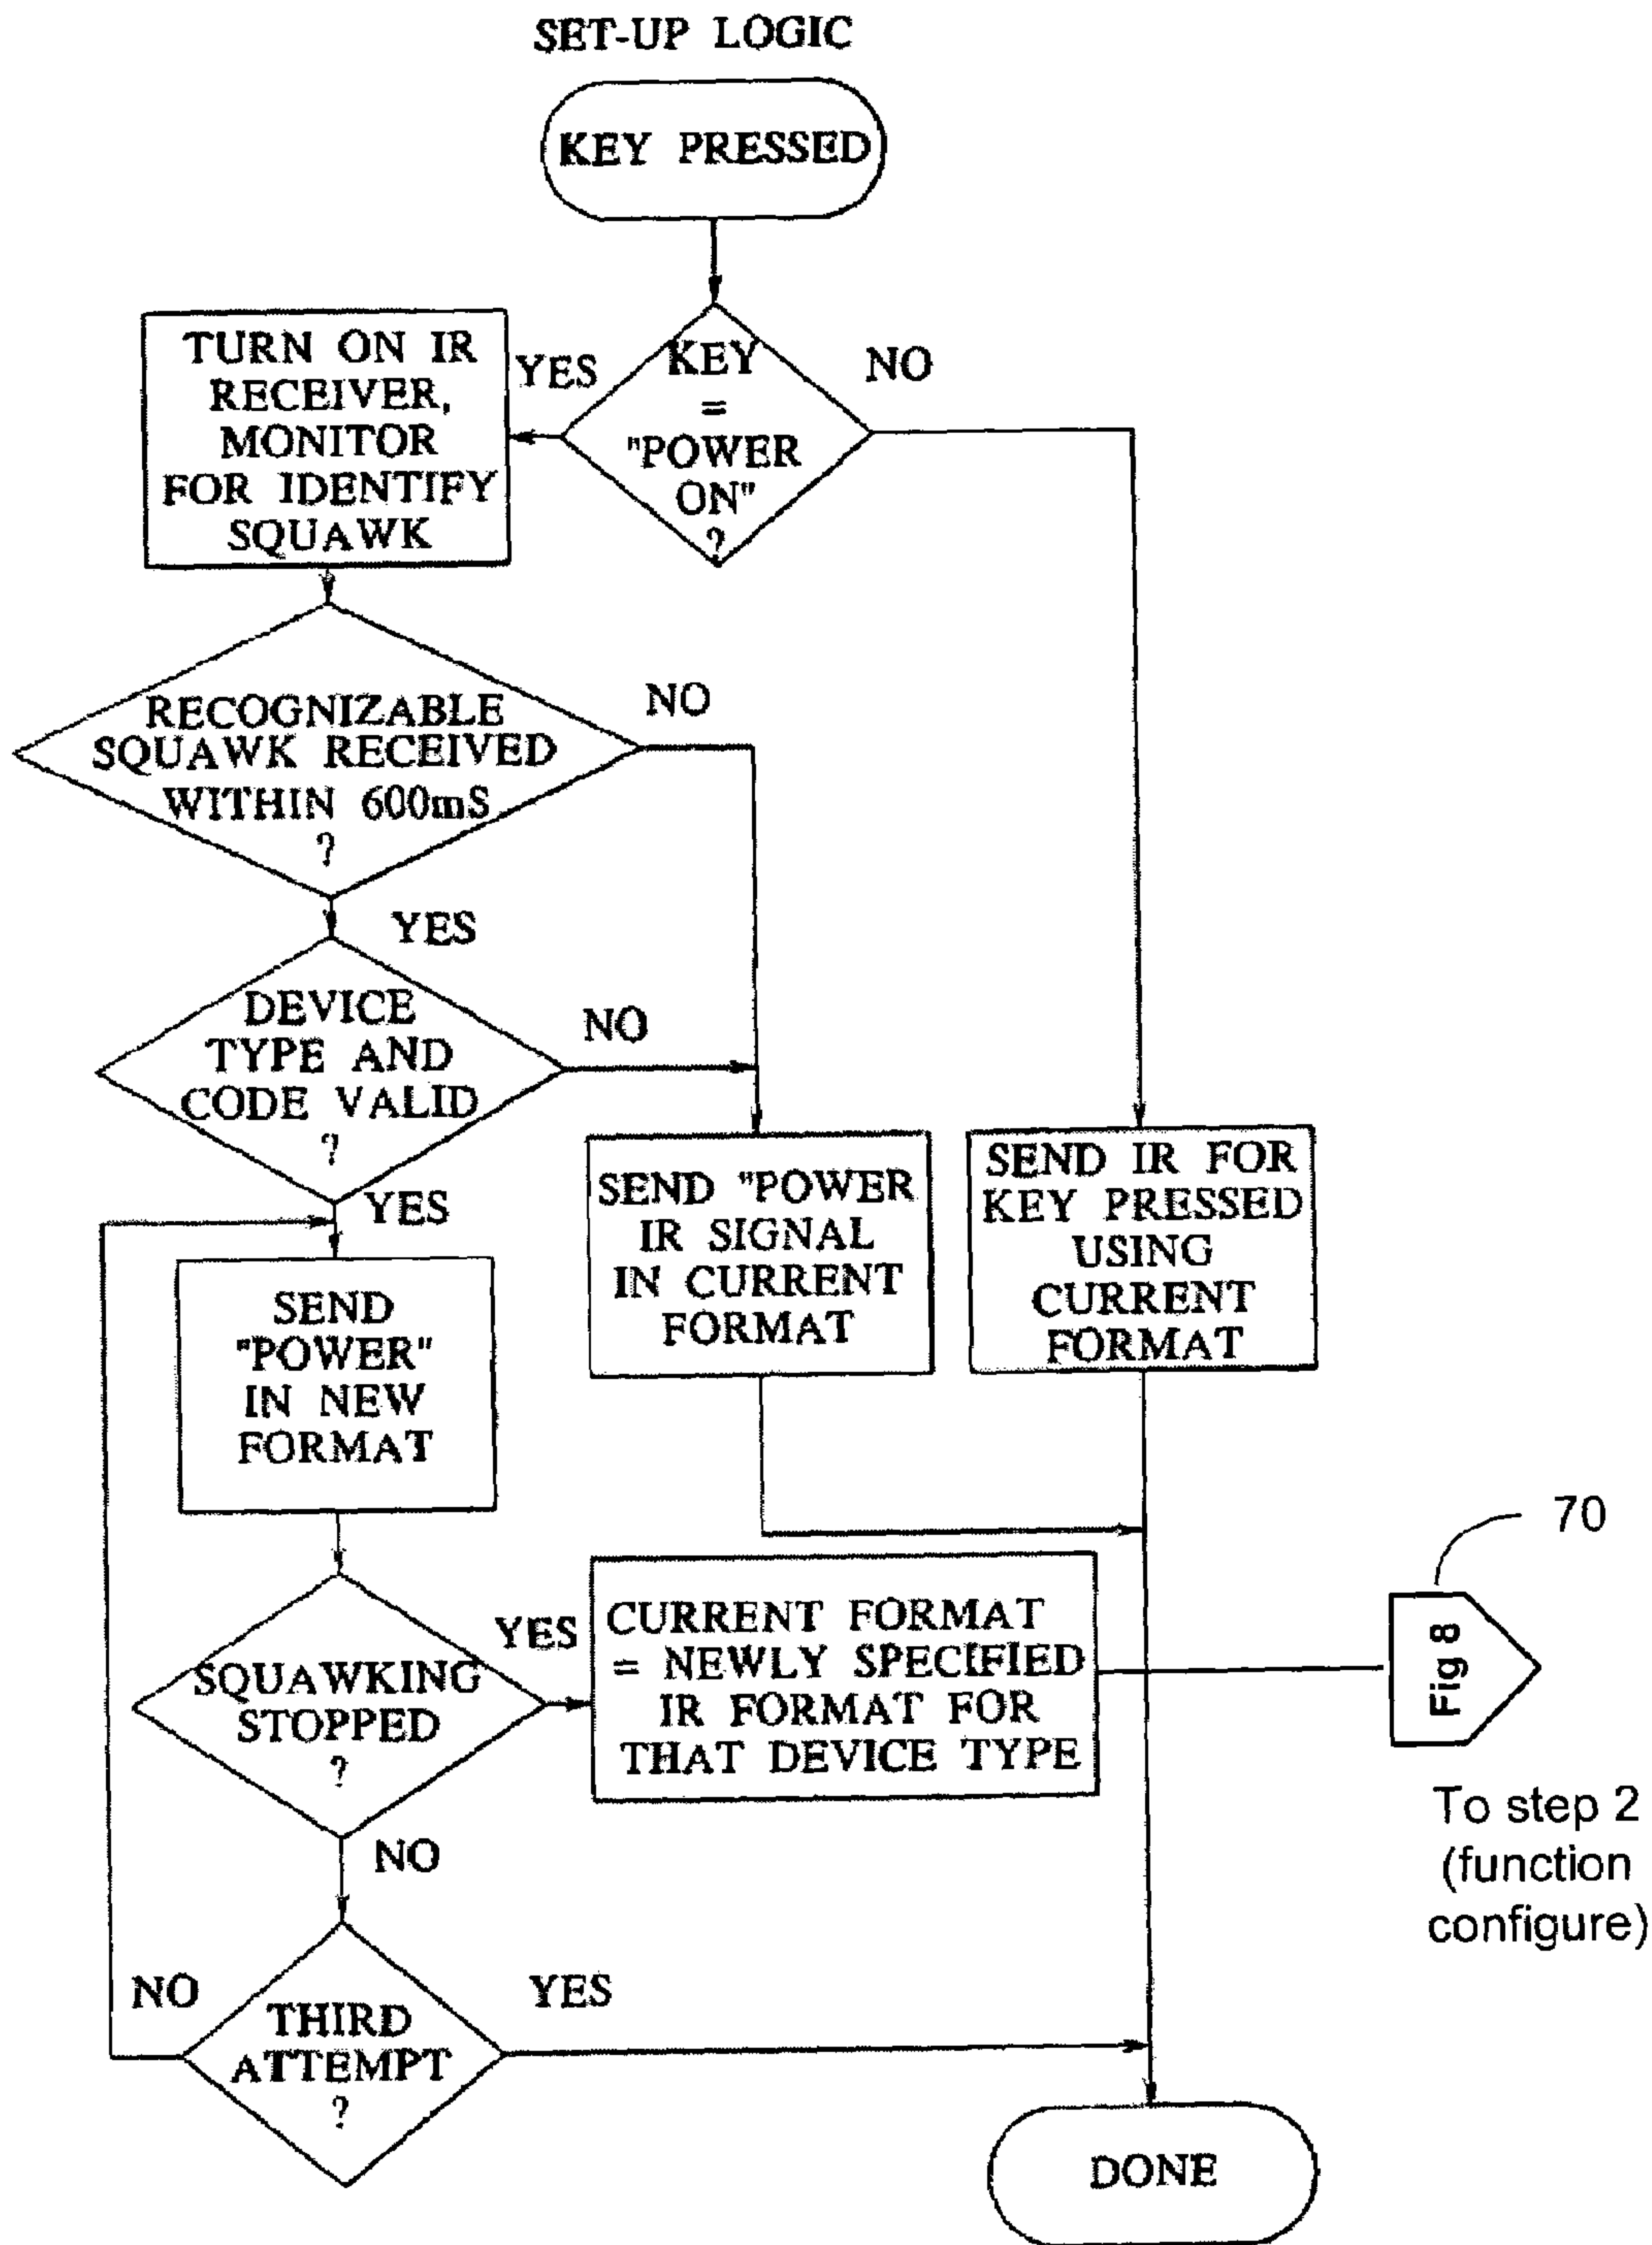 SET-UP LOGIC
KEY PRESSED
KEY
=
"POWER
ON"
?
YES
NO
TURN ON IR
RECEIVER,
MONITOR
FOR IDENTIFY
SQUAWK
RECOGNIZABLE
SQUAWK RECEIVED
WITHIN 600mS
?
NO
YES
DEVICE
TYPE AND
CODE VALID
?
NO
YES
SEND "POWER
IR SIGNAL
IN CURRENT
FORMAT
SEND IR FOR
KEY PRESSED
USING
CURRENT
FORMAT
SEND
"POWER"
IN NEW
FORMAT
SQUAWKING
STOPPED
?
YES
NO
CURRENT FORMAT
= NEWLY SPECIFIED
IR FORMAT FOR
THAT DEVICE TYPE
70
Fig 8
To step 2
(function
configure)
THIRD
ATTEMPT
?
NO
YES
DONE